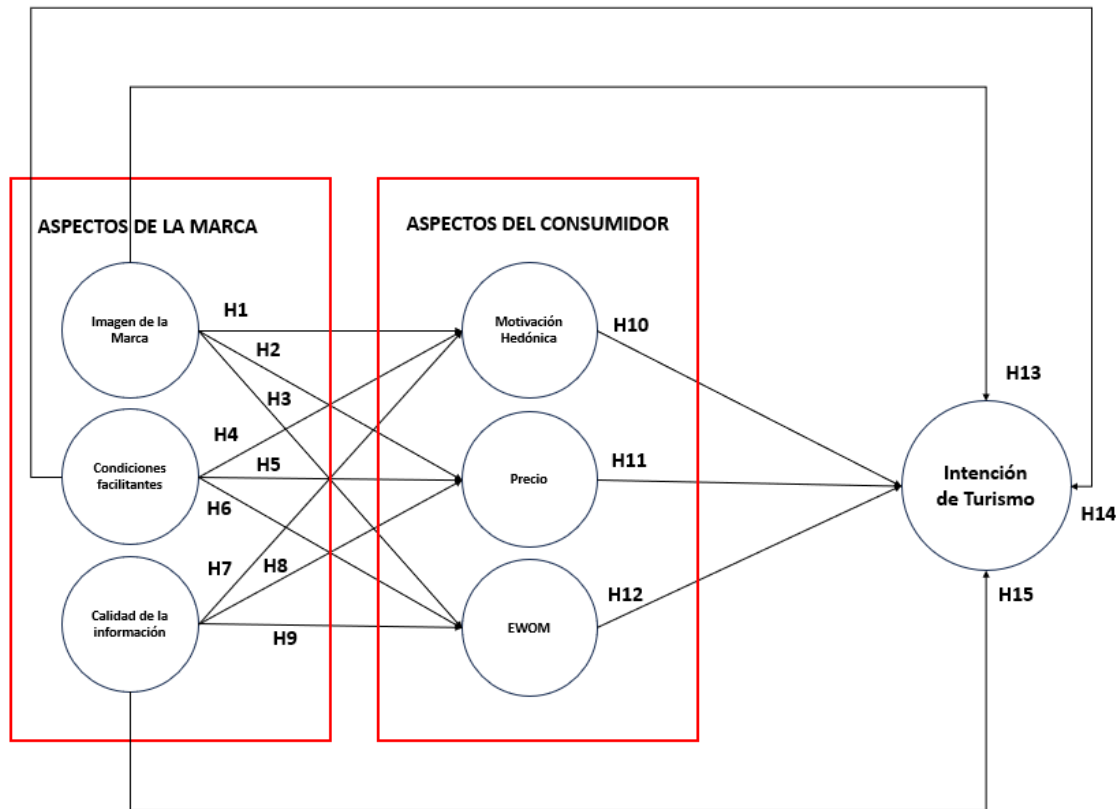 ASPECTOS DE LA MARCA
ASPECTOS DEL CONSUMIDOR
Imagen de la
Marca
Condiciones
facilitantes
Calidad de la
información
H1
H2
H3
H4
H5
H6
H7
H8
H9
Motivación
Hedónica
Precio
EWOM
H10
H11
H12
H13
Intención
de Turismo
H14
H15